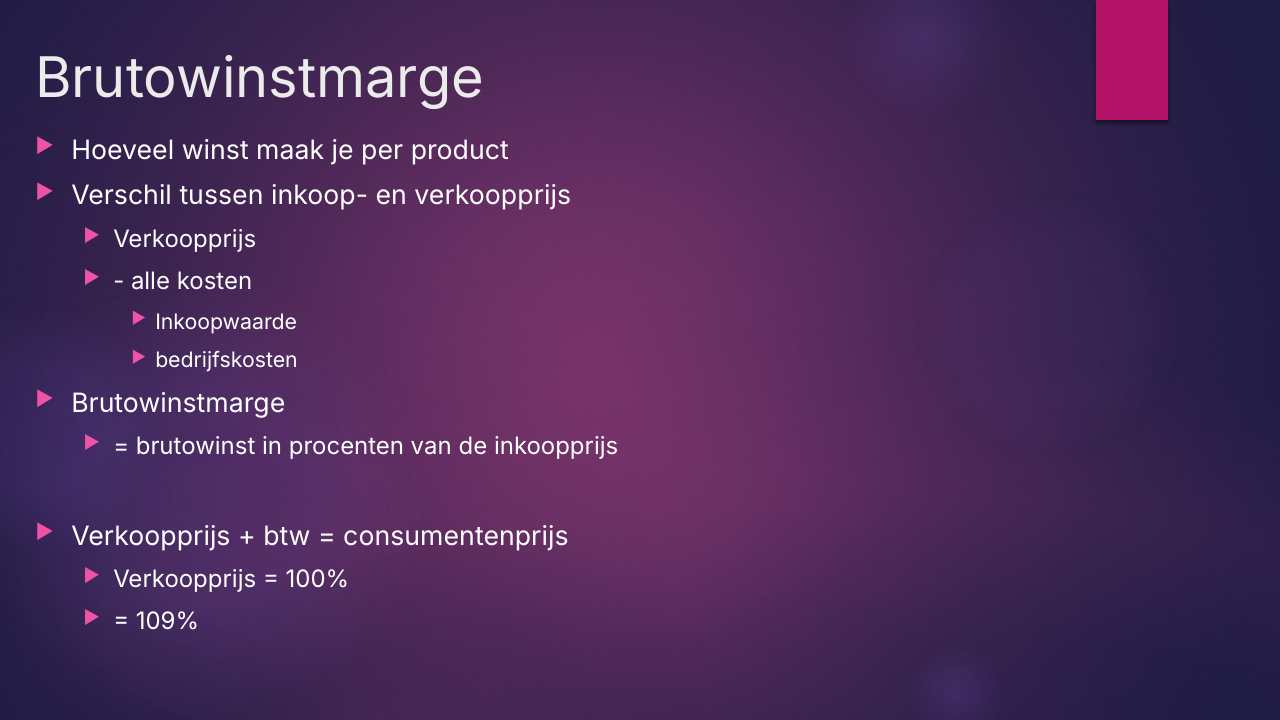 Brutowinstmarge
Hoeveel winst maak je per product
Verschil tussen inkoop- en verkoopprijs
Verkoopprijs
- alle kosten
Inkoopwaarde
bedrijfskosten
Brutowinstmarge
= brutowinst in procenten van de inkoopprijs
Verkoopprijs + btw = consumentenprijs
Verkoopprijs = 100%
= 109%